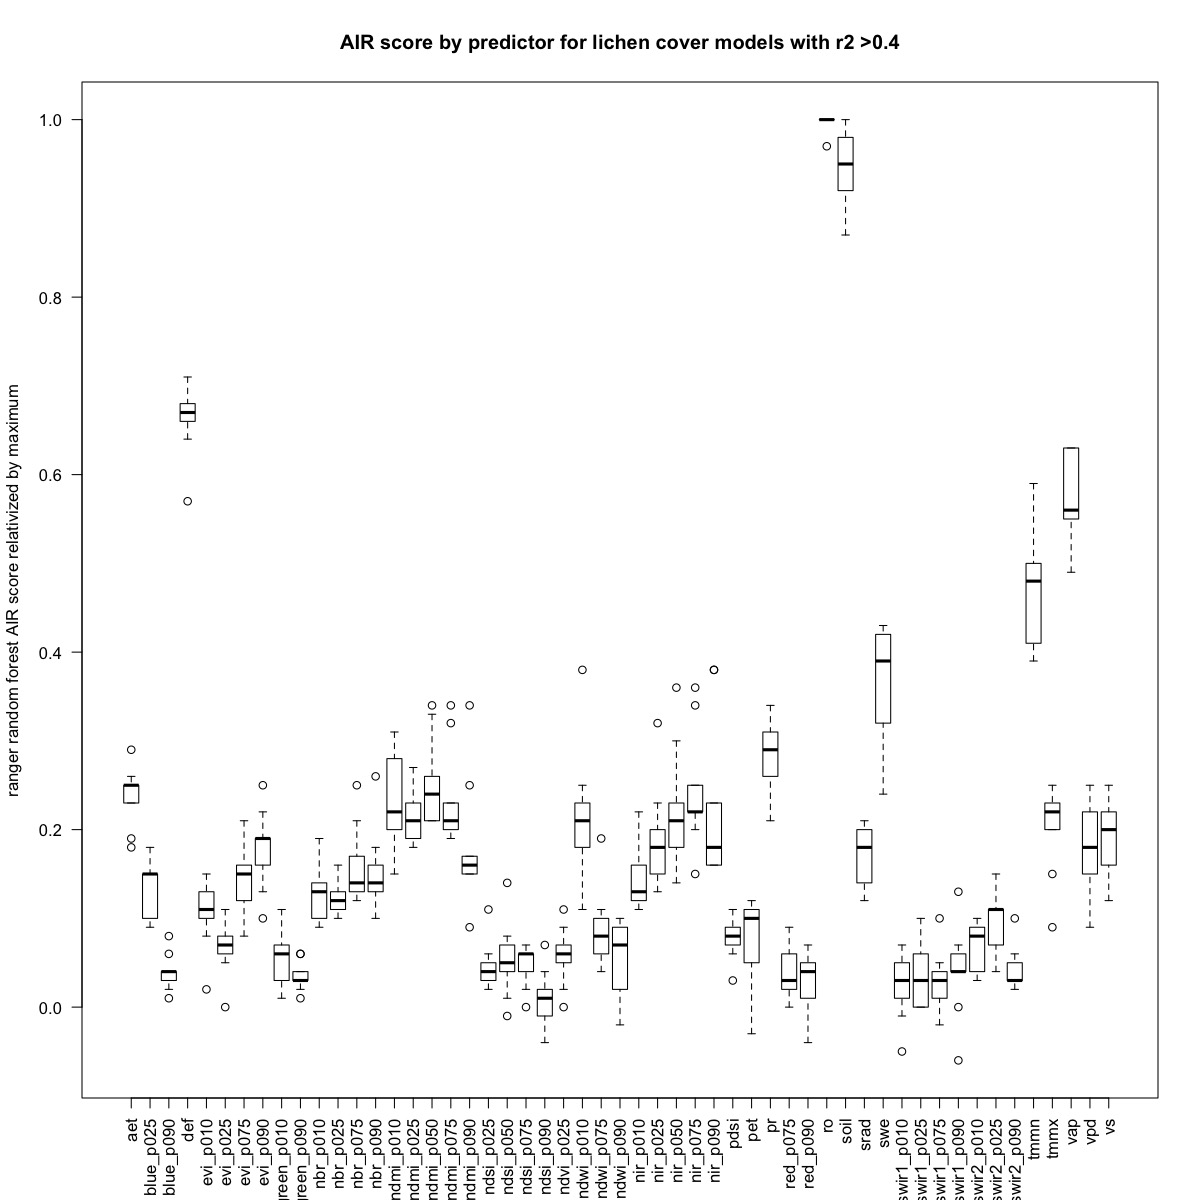 AIR score by predictor for lichen cover models with r2 >0.4
ranger random forest AIR score relativized by maximum
1.0
0.8
0.6
0.4
0.2
0.0
aet
blue_p025
blue_p090
def
evi_p010
evi_p025
evi_p075
evi_p090
green_p010
green_p090
nbr_p010
nbr_p025
nbr_p075
nbr_p090
ndmi_p010
ndmi_p025
ndmi_p050
ndmi_p075
ndmi_p090
ndsi_p025
ndsi_p050
ndsi_p075
ndsi_p090
ndvi_p025
ndwi_p010
ndwi_p075
ndwi_p090
nir_p010
nir_p025
nir_p050
nir_p075
nir_p090
pdsi
pet
pr
red_p075
red_p090
ro
soil
srad
swe
swir1_p010
swir1_p025
swir1_p075
swir1_p090
swir2_p010
swir2_p025
swir2_p090
tmmn
tmmx
vap
vpd
vs